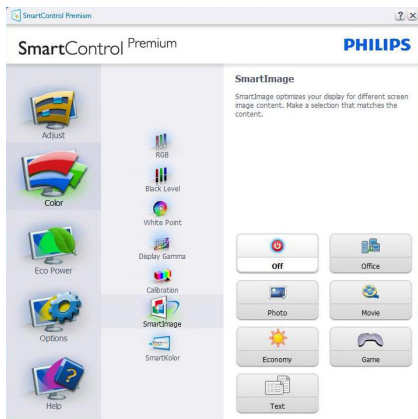 SmartControl Premium
SmartControl Premium
PHILIPS
Adjust
Color
Eco Power
Options
Help
RGB
Black Level
White Point
Display Gamma
Calibration
SmartImage
SmartKolor
SmartImage
SmartImage optimizes your display for different screen
image content. Make a selection that matches the
content.
Off
Office
Photo
Movie
Economy
Game
Text